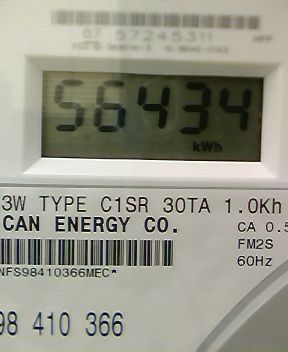 07 57245311
56434
kWh
3W TYPE C1SR 30TA 1.0Kh
CAN ENERGY CO.
CA 0.5
FM2S
60Hz
NFS98410366MEC*
98 410 366